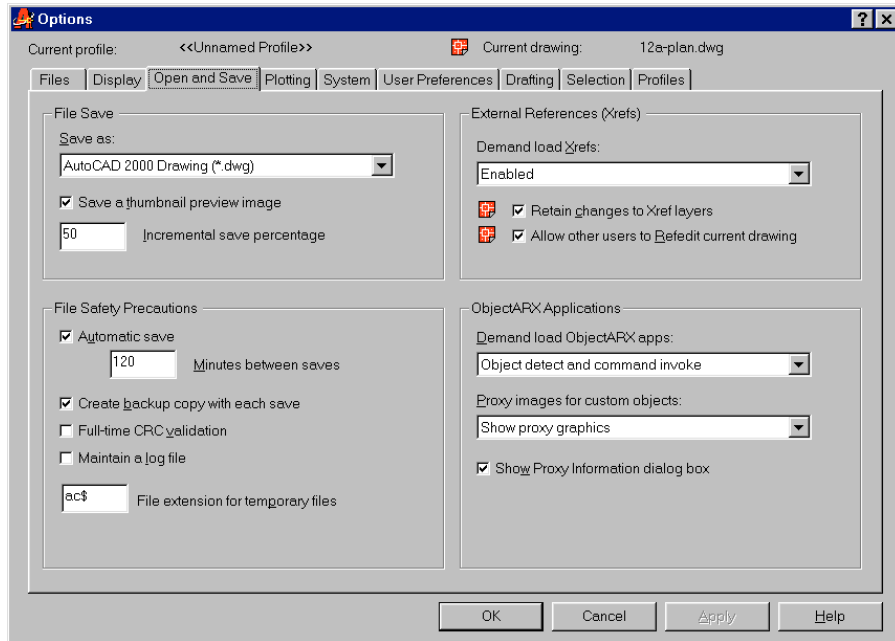 Options
Current profile: <<Unnamed Profile>> Current drawing: 12a-plan.dwg
Files Display Open and Save Plotting System User Preferences Drafting Selection Profiles
File Save
Save as:
AutoCAD 2000 Drawing (*.dwg)
Save a thumbnail preview image
50 Incremental save percentage
External References (Xrefs)
Demand load Xrefs:
Enabled
Retain changes to Xref layers
Allow other users to Refedit current drawing
File Safety Precautions
Automatic save
120 Minutes between saves
Create backup copy with each save
Full-time CRC validation
Maintain a log file
ac$ File extension for temporary files
ObjectARX Applications
Demand load ObjectARX apps:
Object detect and command invoke
Proxy images for custom objects:
Show proxy graphics
Show Proxy Information dialog box
OK Cancel Apply Help